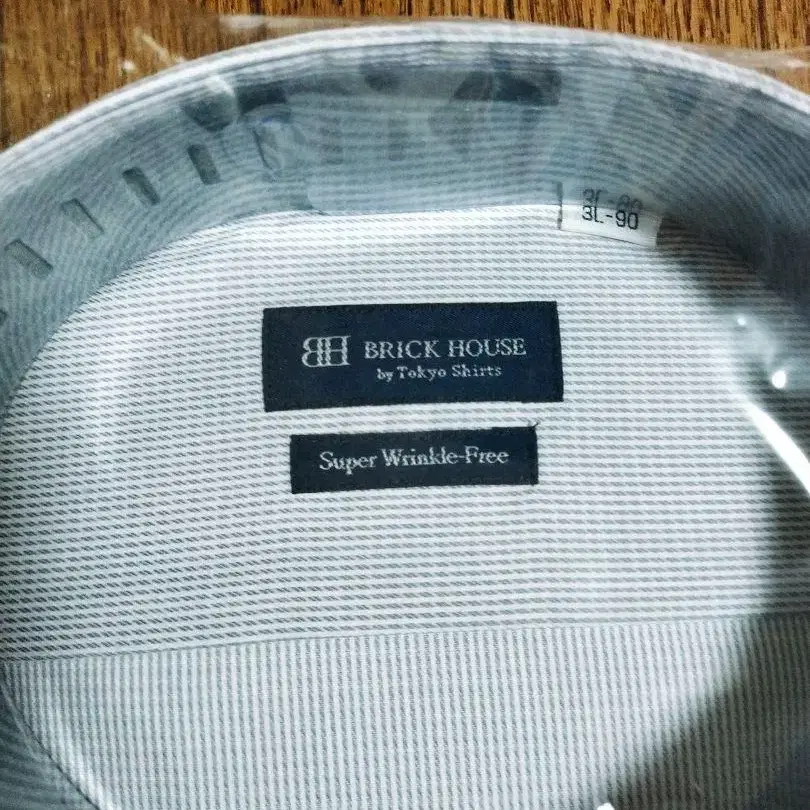 3L-90
BH BRICK HOUSE
by Tokyo Shirts
Super Wrinkle-Free